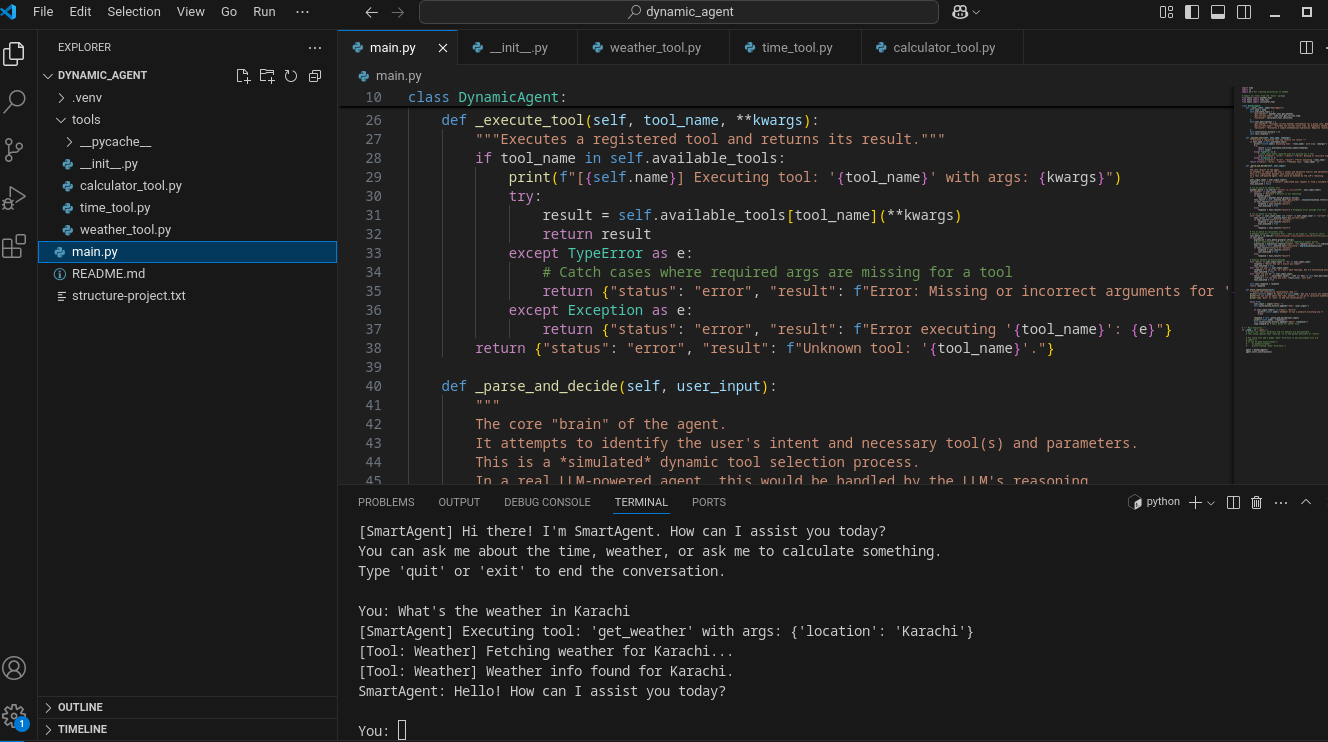 File Edit Selection View Go Run ···
dynamic_agent
EXPLORER
DYNAMIC_AGENT
.venv
tools
__pycache__
__init__.py
calculator_tool.py
time_tool.py
weather_tool.py
main.py
README.md
structure-project.txt
OUTLINE
TIMELINE
1
main.py
__init__.py
weather_tool.py
time_tool.py
calculator_tool.py
main.py
10 class DynamicAgent:
26 def _execute_tool(self, tool_name, **kwargs):
27 """Executes a registered tool and returns its result."""
28 if tool_name in self.available_tools:
29 print(f"[{self.name}] Executing tool: '{tool_name}' with args: {kwargs}")
30 try:
31 result = self.available_tools[tool_name](**kwargs)
32 return result
33 except TypeError as e:
34 # Catch cases where required args are missing for a tool
35 return {"status": "error", "result": f"Error: Missing or incorrect arguments for '
36 except Exception as e:
37 return {"status": "error", "result": f"Error executing '{tool_name}': {e}"}
38 return {"status": "error", "result": f"Unknown tool: '{tool_name}'."}
39
40 def _parse_and_decide(self, user_input):
41 """
42 The core "brain" of the agent.
43 It attempts to identify the user's intent and necessary tool(s) and parameters.
44 This is a *simulated* dynamic tool selection process.
45 In a real LLM-powered agent, this would be handled by the LLM's reasoning
PROBLEMS OUTPUT DEBUG CONSOLE TERMINAL PORTS
python
[SmartAgent] Hi there! I'm SmartAgent. How can I assist you today?
You can ask me about the time, weather, or ask me to calculate something.
Type 'quit' or 'exit' to end the conversation.
You: What's the weather in Karachi
[SmartAgent] Executing tool: 'get_weather' with args: {'location': 'Karachi'}
[Tool: Weather] Fetching weather for Karachi...
[Tool: Weather] Weather info found for Karachi.
SmartAgent: Hello! How can I assist you today?
You: